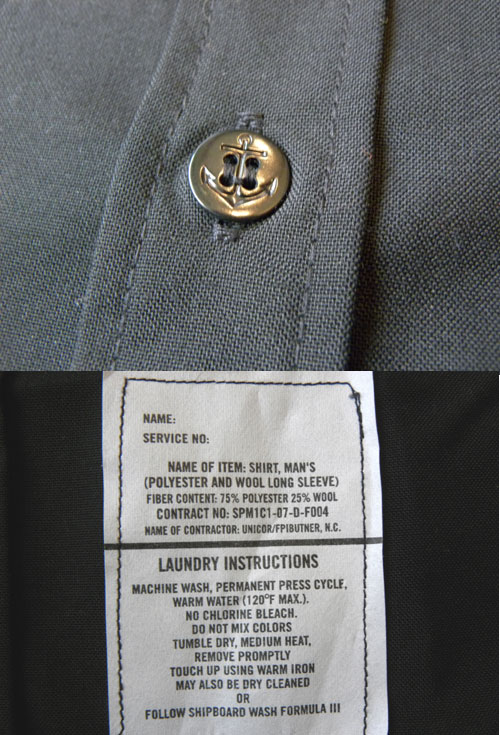 NAME:
SERVICE NO:
NAME OF ITEM: SHIRT, MAN'S
(POLYESTER AND WOOL LONG SLEEVE)
FIBER CONTENT: 75% POLYESTER 25% WOOL
CONTRACT NO: SPM1C1-07-D-F004
NAME OF CONTRACTOR: UNICOR/FPIBUTNER, N.C.
LAUNDRY INSTRUCTIONS
MACHINE WASH, PERMANENT PRESS CYCLE,
WARM WATER (120°F MAX.).
NO CHLORINE BLEACH.
DO NOT MIX COLORS
TUMBLE DRY, MEDIUM HEAT,
REMOVE PROMPTLY
TOUCH UP USING WARM IRON
MAY ALSO BE DRY CLEANED
OR
FOLLOW SHIPBOARD WASH FORMULA III